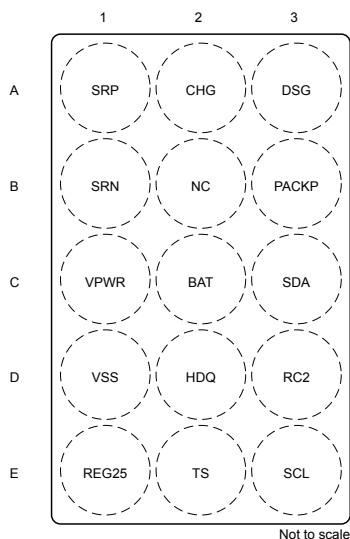 1 2 3
A SRP CHG DSG
B SRN NC PACKP
C VPWR BAT SDA
D VSS HDQ RC2
E REG25 TS SCL
Not to scale